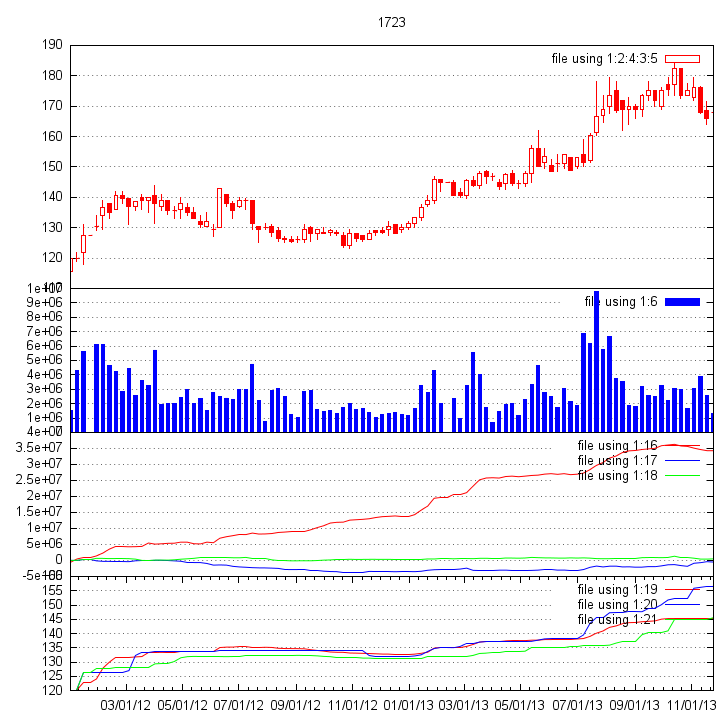 1723
190
file using 1:2:4:3:5
180
170
160
150
140
130
120
1e+07
file using 1:6
9e+06
8e+06
7e+06
6e+06
5e+06
4e+06
3e+06
2e+06
1e+06
file using 1:16
3.5e+07
file using 1:17
3e+07
file using 1:18
2.5e+07
2e+07
1.5e+07
1e+07
5e+06
0
-5e+06
155
file using 1:19
150
file using 1:20
145
file using 1:21
140
135
130
125
120
03/01/12 05/01/12 07/01/12 09/01/12 11/01/12 01/01/13 03/01/13 05/01/13 07/01/13 09/01/13 11/01/13